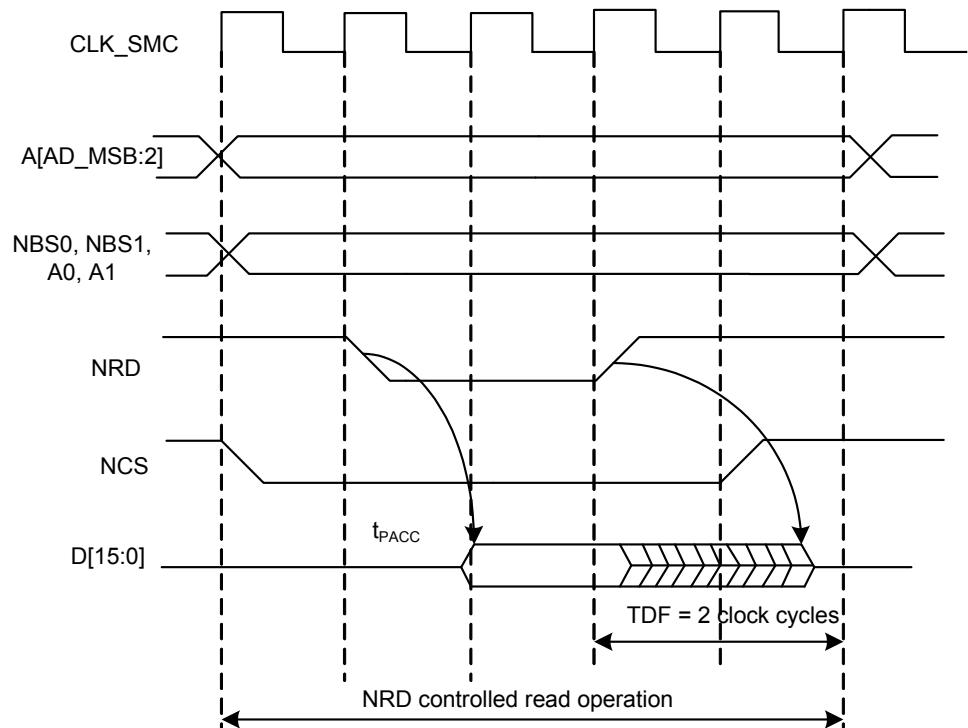 CLK_SMC
A[AD_MSB:2]
NBS0, NBS1,
A0, A1
NRD
NCS
tPACC
D[15:0]
TDF = 2 clock cycles
NRD controlled read operation